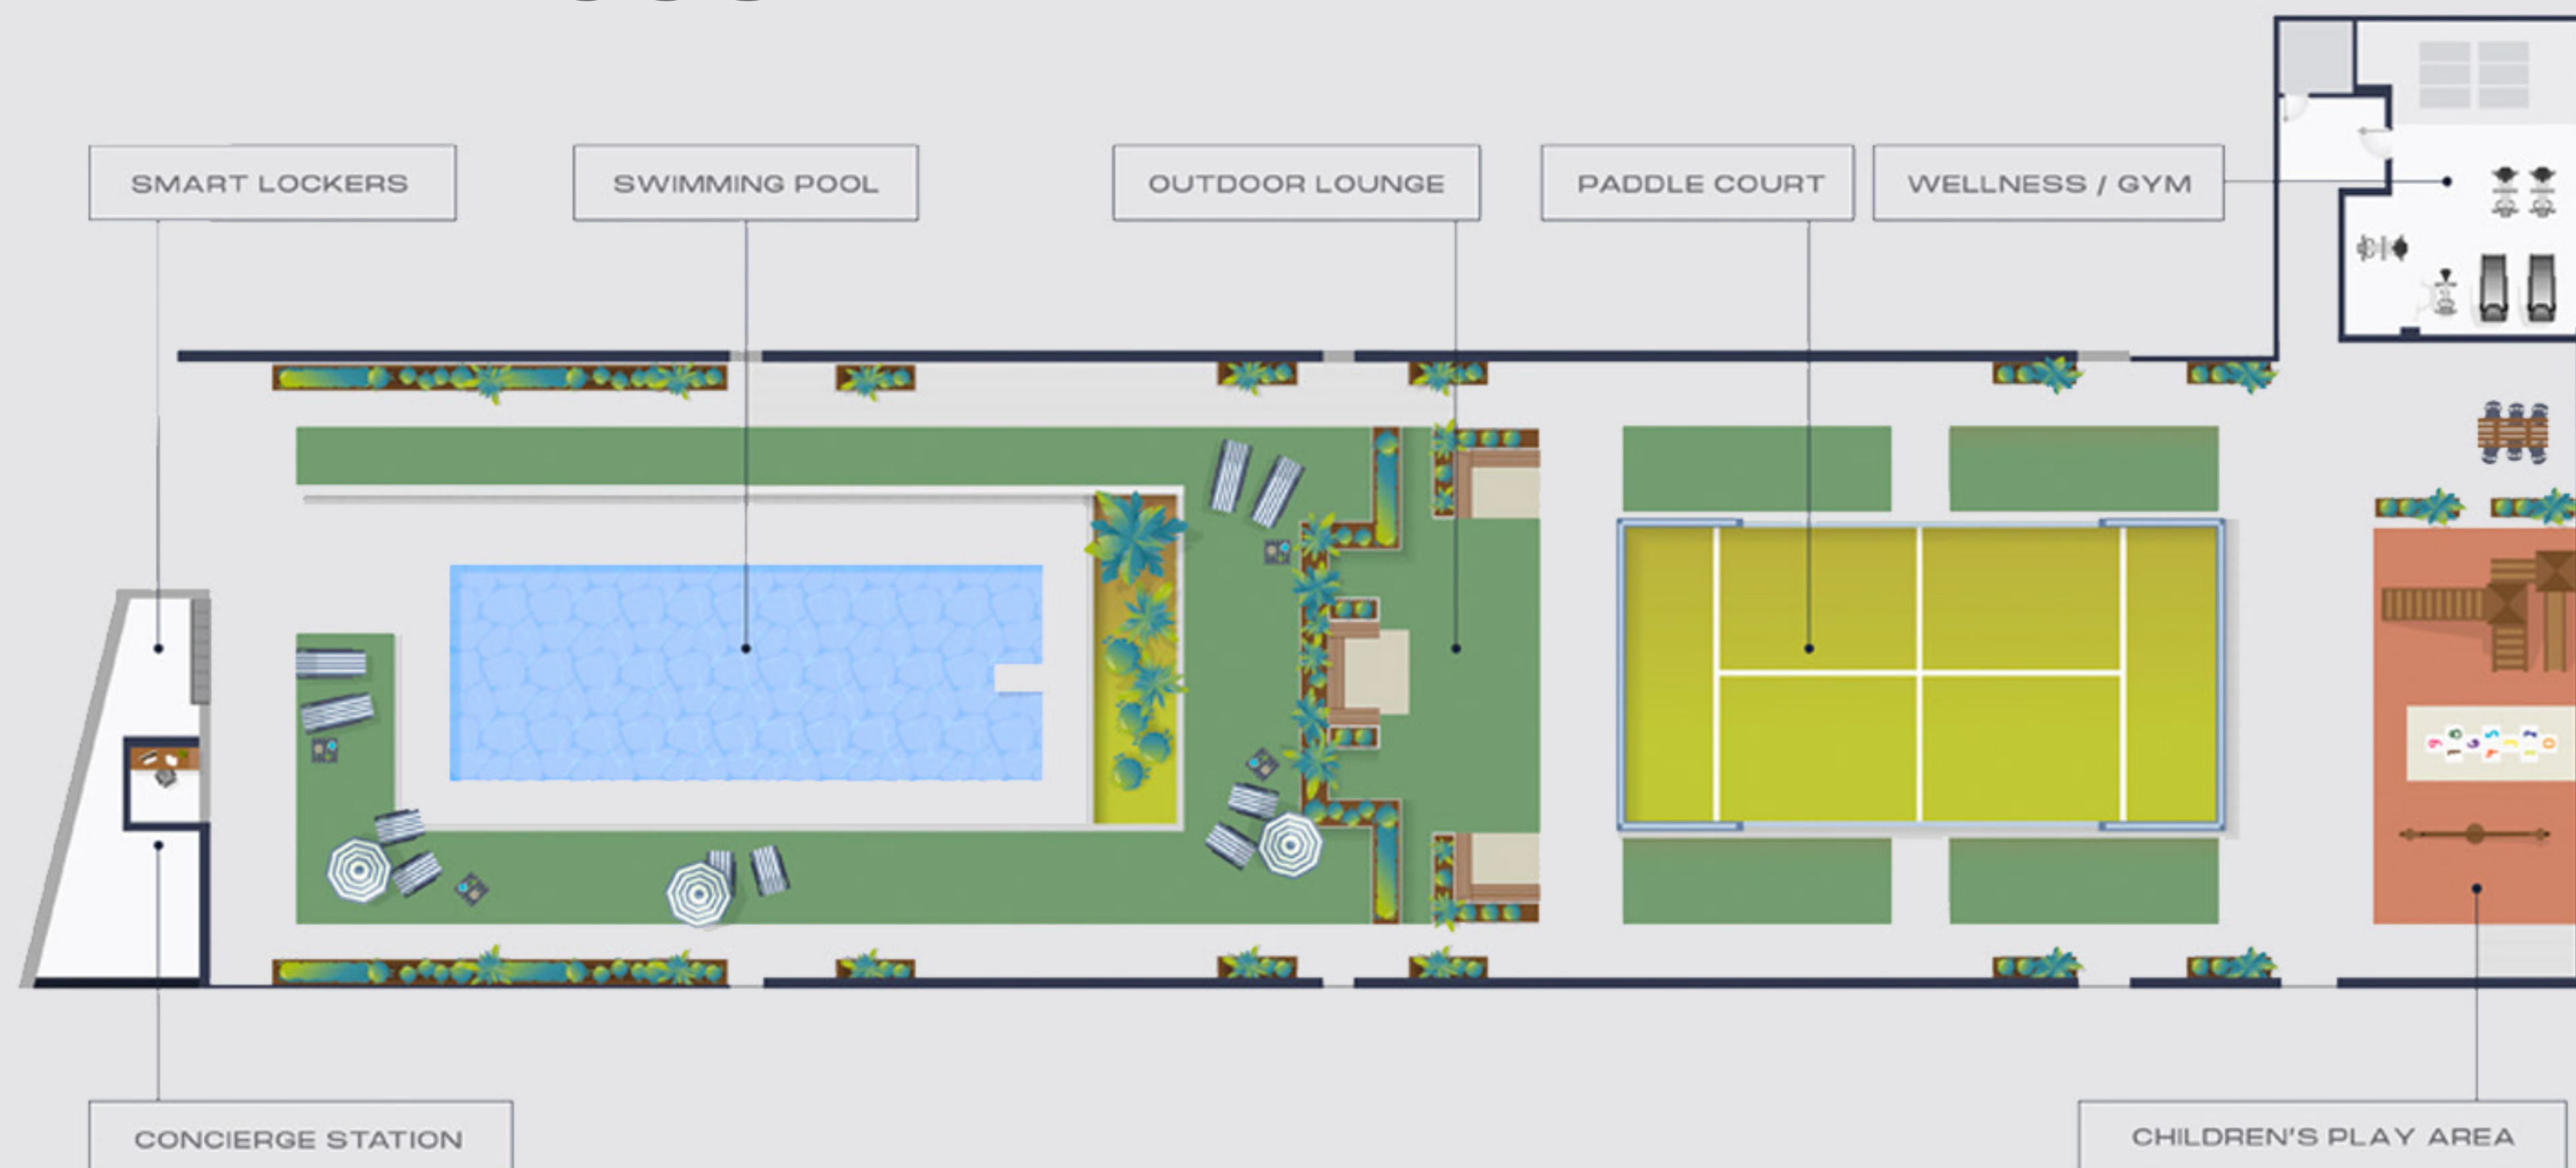 SMART LOCKERS
SWIMMING POOL
OUTDOOR LOUNGE
PADDLE COURT
WELLNESS / GYM
CONCIERGE STATION
CHILDREN'S PLAY AREA